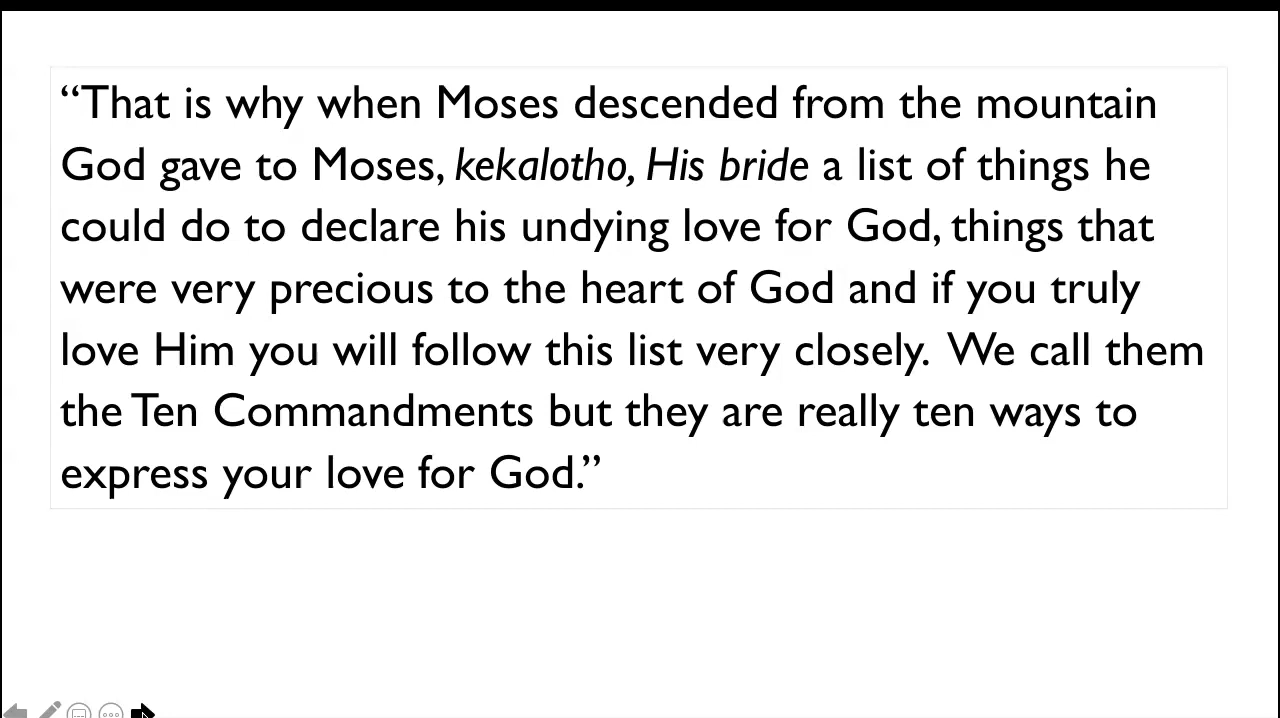 “That is why when Moses descended from the mountain
God gave to Moses, kekalotho, His bride a list of things he
could do to declare his undying love for God, things that
were very precious to the heart of God and if you truly
love Him you will follow this list very closely.  We call them
the Ten Commandments but they are really ten ways to
express your love for God.”